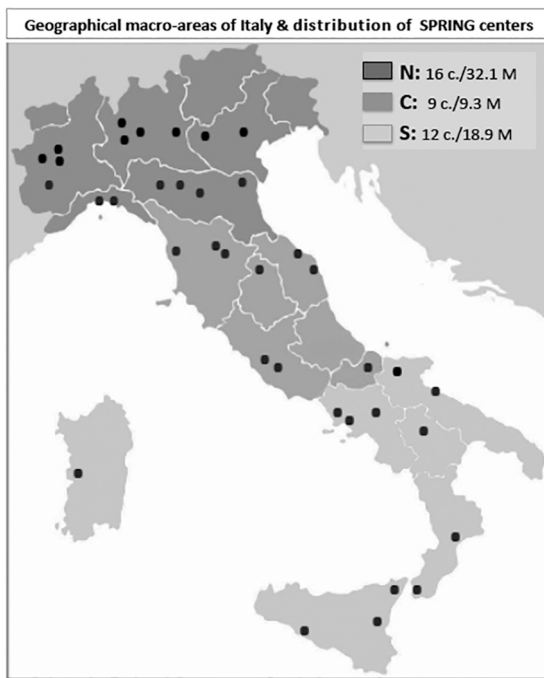 Geographical macro-areas of Italy & distribution of SPRING centers
N: 16 c./32.1 M
C: 9 c./9.3 M
S: 12 c./18.9 M